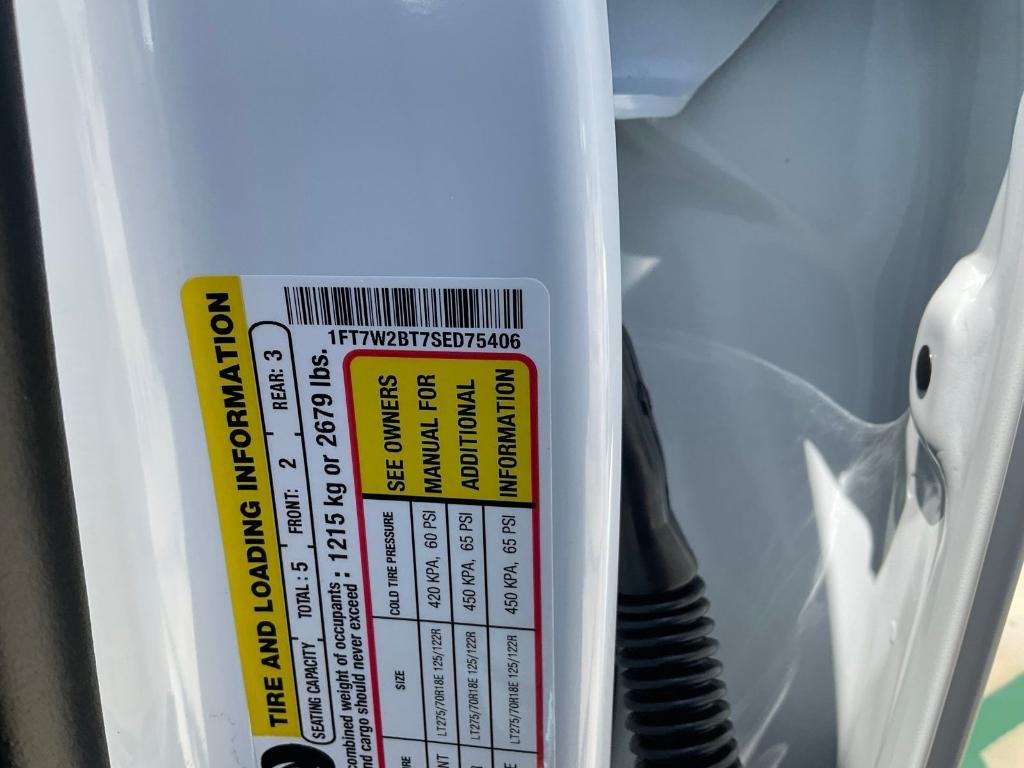 TIRE AND LOADING INFORMATION
SEATING CAPACITY TOTAL: 5 FRONT: 2 REAR: 3
combined weight of occupants
nd cargo should never exceed : 1215 kg or 2679 lbs.
1FT7W2BT7SED75406
SIZE COLD TIRE PRESSURE
LT275/70R18E 125/122R 420 KPA, 60 PSI
LT275/70R18E 125/122R 450 KPA, 65 PSI
LT275/70R18E 125/122R 450 KPA, 65 PSI
SEE OWNERS
MANUAL FOR
ADDITIONAL
INFORMATION